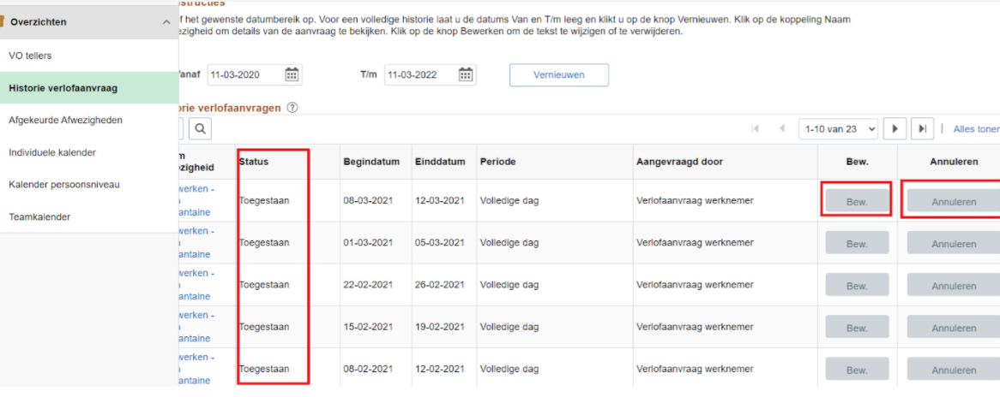 Overzichten
VO tellers
Historie verlofaanvraag
Afgekeurde Afwezigheden
Individuele kalender
Kalender persoonsniveau
Teamkalender
f het gewenste datumbereik op. Voor een volledige historie laat u de datums Van en T/m leeg en klikt u op de knop Vernieuwen. Klik op de koppeling Naam
ezigheid om details van de aanvraag te bekijken. Klik op de knop Bewerken om de tekst te wijzigen of te verwijderen.
anaf 11-03-2020 T/m 11-03-2022 Vernieuwen
orie verlofaanvragen ?
1-10 van 23 | Alles toner
m
ezigheid Status Begindatum Einddatum Periode Aangevraagd door Bew. Annuleren
werken -
antaine Toegestaan 08-03-2021 12-03-2021 Volledige dag Verlofaanvraag werknemer Bew. Annuleren
werken -
antaine Toegestaan 01-03-2021 05-03-2021 Volledige dag Verlofaanvraag werknemer Bew. Annuleren
werken -
antaine Toegestaan 22-02-2021 26-02-2021 Volledige dag Verlofaanvraag werknemer Bew. Annuleren
werken -
antaine Toegestaan 15-02-2021 19-02-2021 Volledige dag Verlofaanvraag werknemer Bew. Annuleren
werken -
antaine Toegestaan 08-02-2021 12-02-2021 Volledige dag Verlofaanvraag werknemer Bew. Annuleren